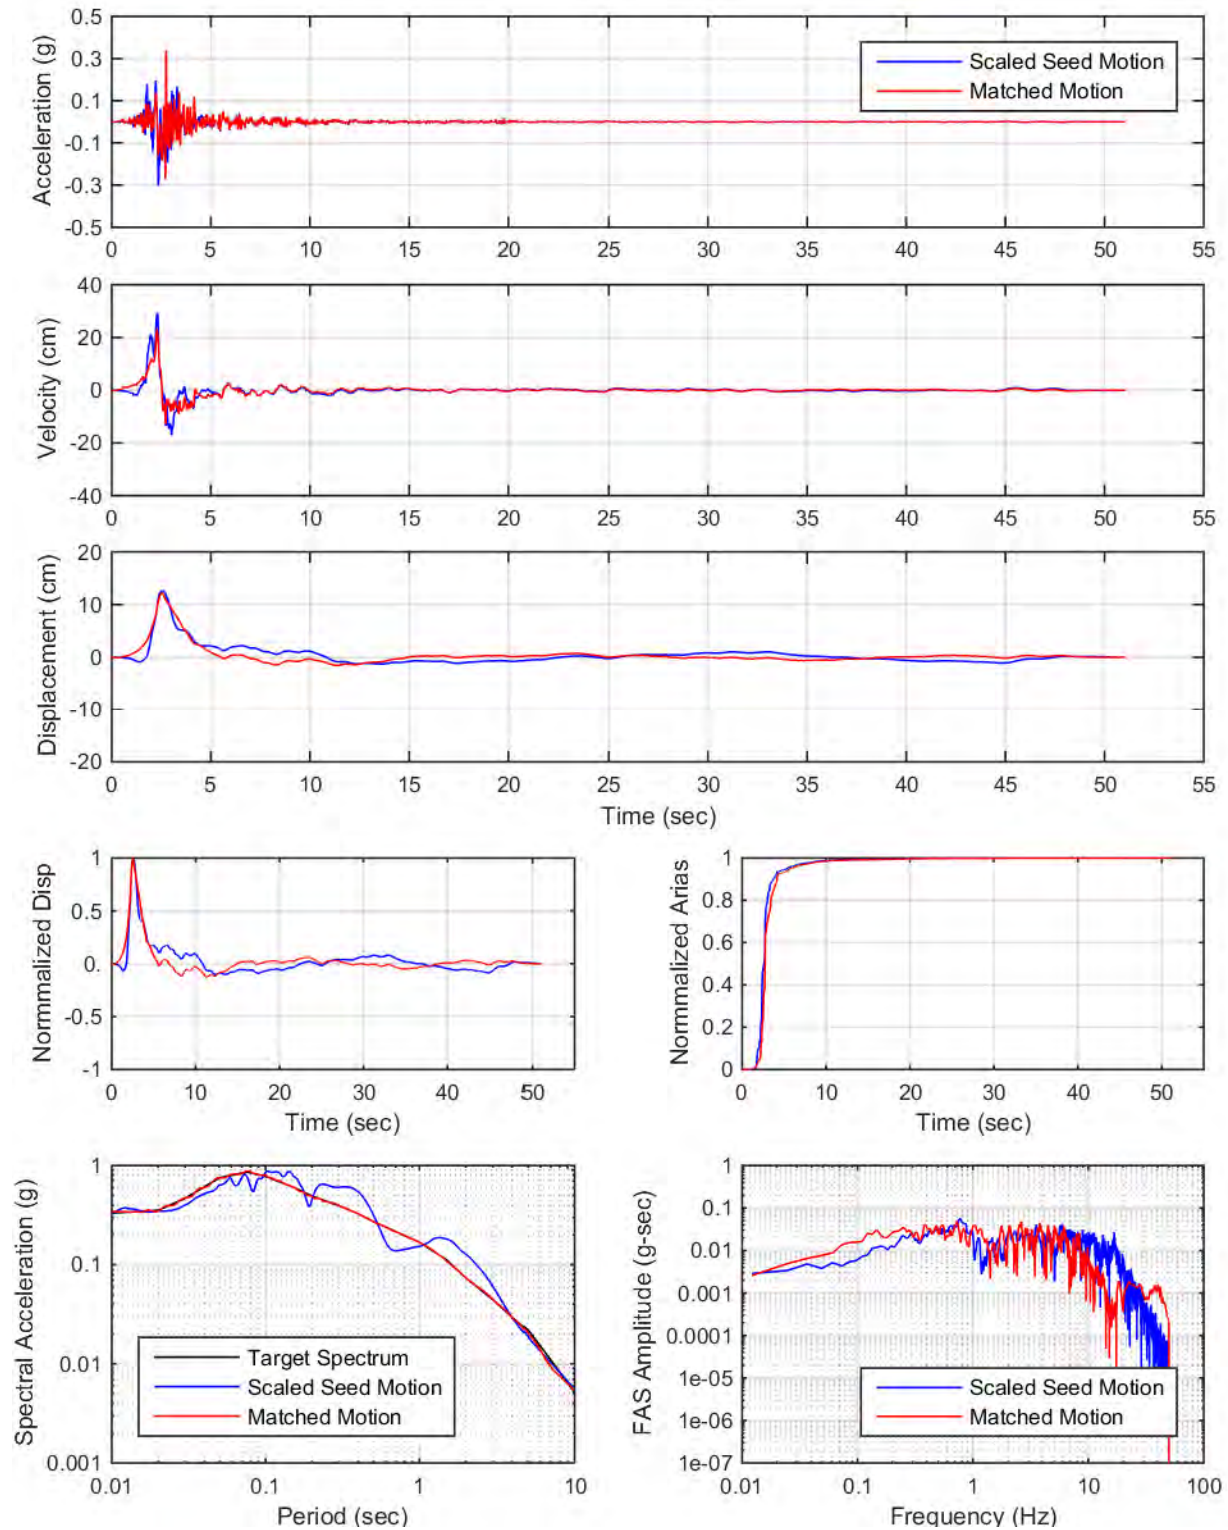 Acceleration (g)
0.5
0.3
0.1
-0.1
-0.3
-0.5
Scaled Seed Motion
Matched Motion
0 5 10 15 20 25 30 35 40 45 50 55
Velocity (cm)
40
20
0
-20
-40
0 5 10 15 20 25 30 35 40 45 50 55
Displacement (cm)
20
10
0
-10
-20
0 5 10 15 20 25 30 35 40 45 50 55
Time (sec)
Normmalized Disp
1
0.5
0.
-0.5
-1
0 10 20 30 40 50
Time (sec)
Normmalized Arias
1
0.8
0.6
0.4
0.2
0
0 10 20 30 40 50
Time (sec)
Spectral Acceleration (g)
1
0.1
0.01
0.001
Target Spectrum
Scaled Seed Motion
Matched Motion
0.01 0.1 1 10
Period (sec)
FAS Amplitude (g-sec)
1
0.1
0.01
0.001
0.0001
1e-05
1e-06
1e-07
Scaled Seed Motion
Matched Motion
0.01 0.1 1 10 100
Frequency (Hz)